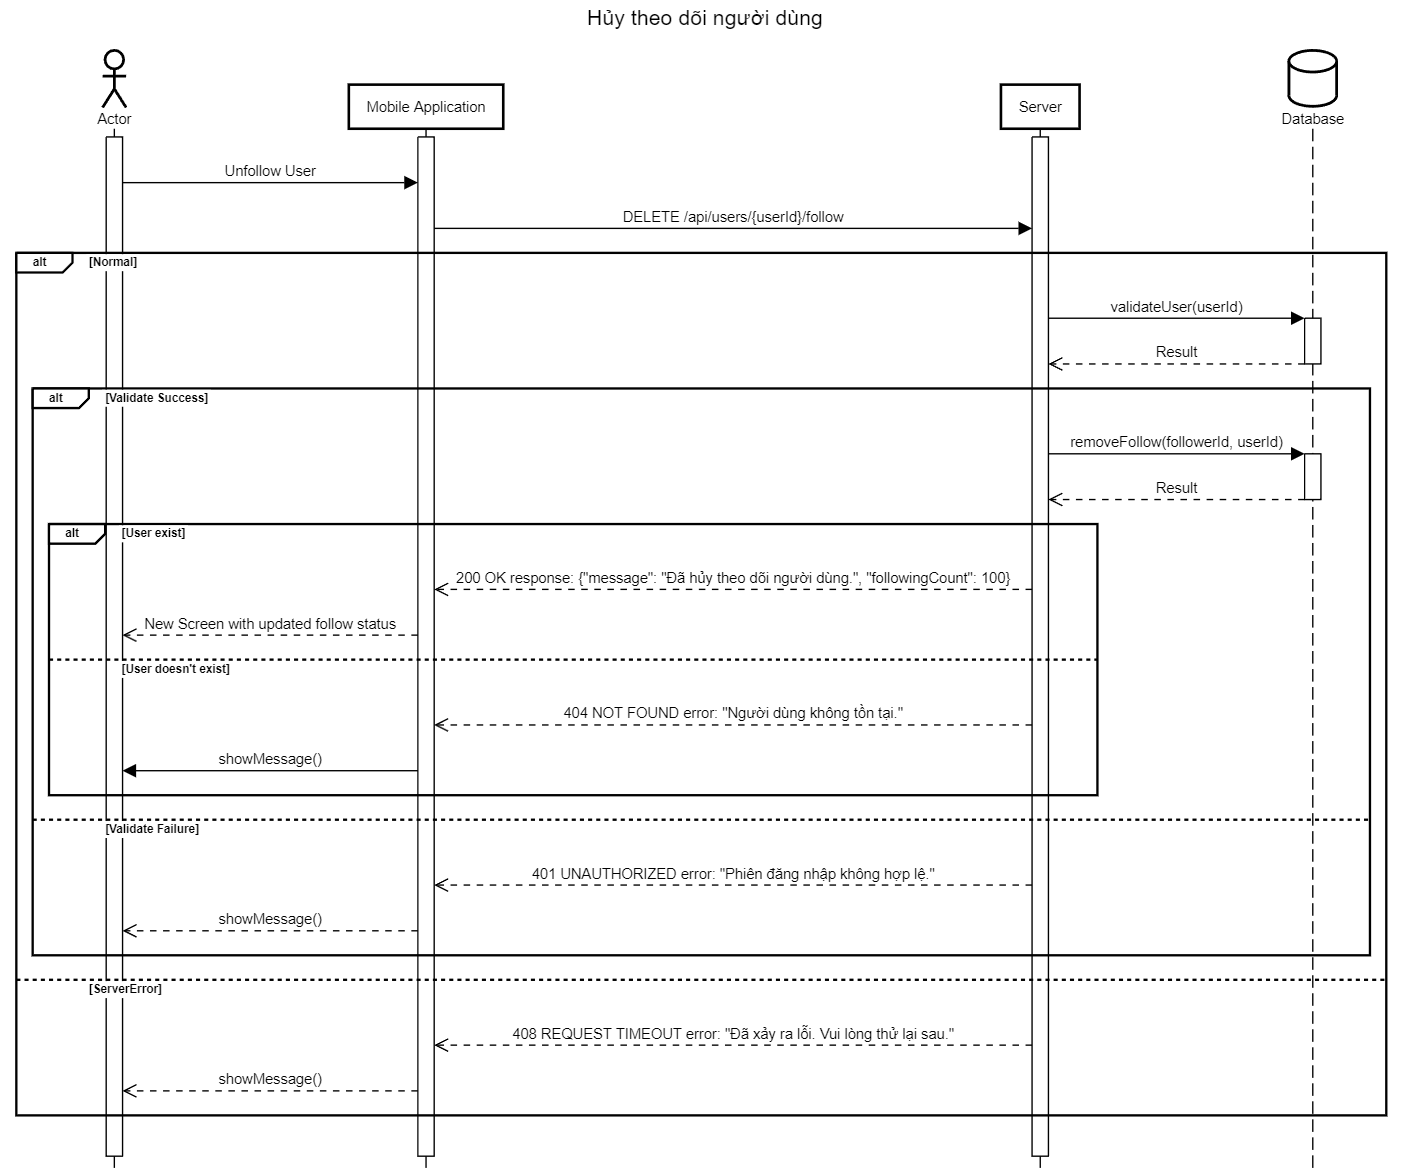 Hủy theo dõi người dùng
Actor
Mobile Application
Server
Database
Unfollow User
DELETE /api/users/{userId}/follow
alt
[Normal]
validateUser(userId)
Result
alt
[Validate Success]
removeFollow(followerId, userId)
Result
alt
[User exist]
200 OK response: {"message": "Đã hủy theo dõi người dùng.", "followingCount": 100}
New Screen with updated follow status
[User doesn't exist]
404 NOT FOUND error: "Người dùng không tồn tại."
showMessage()
[Validate Failure]
401 UNAUTHORIZED error: "Phiên đăng nhập không hợp lệ."
showMessage()
[ServerError]
408 REQUEST TIMEOUT error: "Đã xảy ra lỗi. Vui lòng thử lại sau."
showMessage()